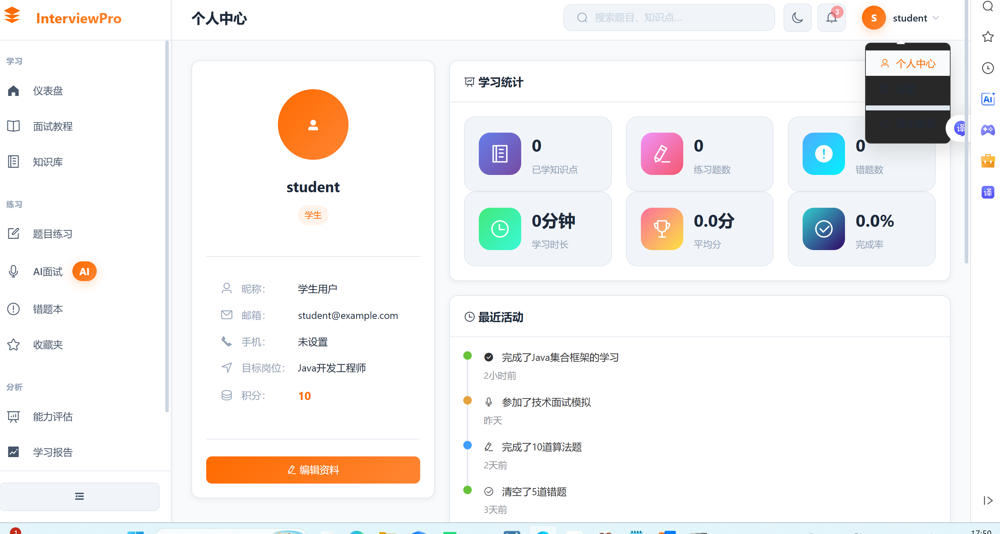 InterviewPro
个人中心
搜索题目、知识点...
3
S
student
学习
仪表盘
面试教程
知识库
练习
题目练习
AI面试
AI
错题本
收藏夹
分析
能力评估
学习报告
student
学生
昵称：
学生用户
邮箱：
student@example.com
手机：
未设置
目标岗位：
Java开发工程师
积分：
10
编辑资料
学习统计
0
已学知识点
0
练习题数
0
错题数
0分钟
学习时长
0.0分
平均分
0.0%
完成率
最近活动
完成了Java集合框架的学习
2小时前
参加了技术面试模拟
昨天
完成了10道算法题
2天前
清空了5道错题
3天前
个人中心
译
Ai
译
1
17:50